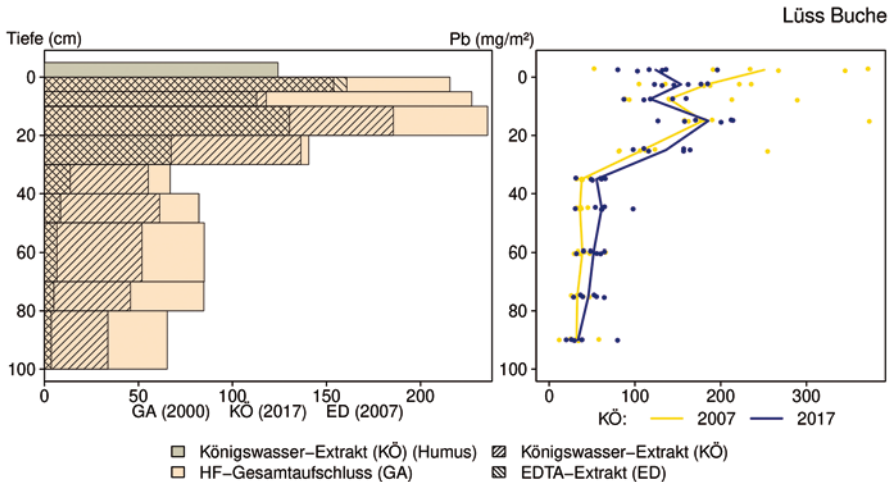 Lüss Buche
Tiefe (cm) Pb (mg/m²)
0
20
40
60
80
100
0 50 100 150 200
GA (2000) KÖ (2017) ED (2007)
0
20
40
60
80
100
0 100 200 300
KÖ: 2007 2017
Königswasser−Extrakt (KÖ) (Humus) Königswasser−Extrakt (KÖ)
HF−Gesamtaufschluss (GA) EDTA−Extrakt (ED)